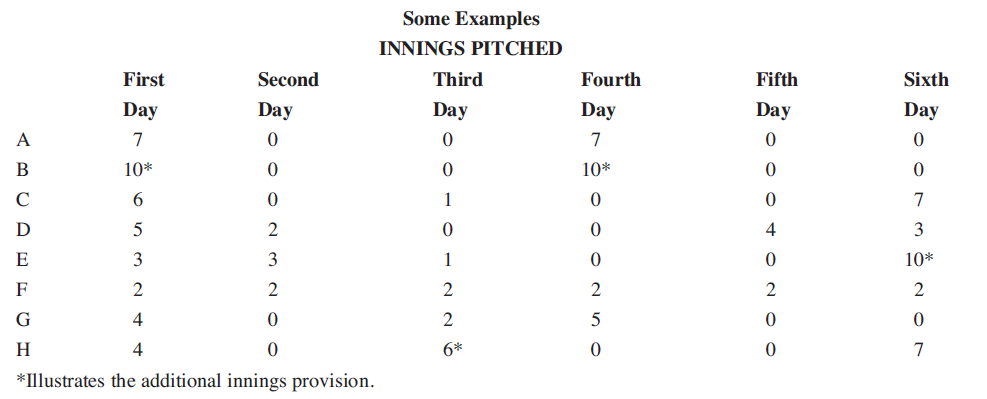 Some Examples
INNINGS PITCHED
First Second Third Fourth Fifth Sixth
Day Day Day Day Day Day
A 7 0 0 7 0 0
B 10* 0 0 10* 0 0
C 6 0 1 0 0 7
D 5 2 0 0 4 3
E 3 3 1 0 0 10*
F 2 2 2 2 2 2
G 4 0 2 5 0 0
H 4 0 6* 0 0 7
*Illustrates the additional innings provision.